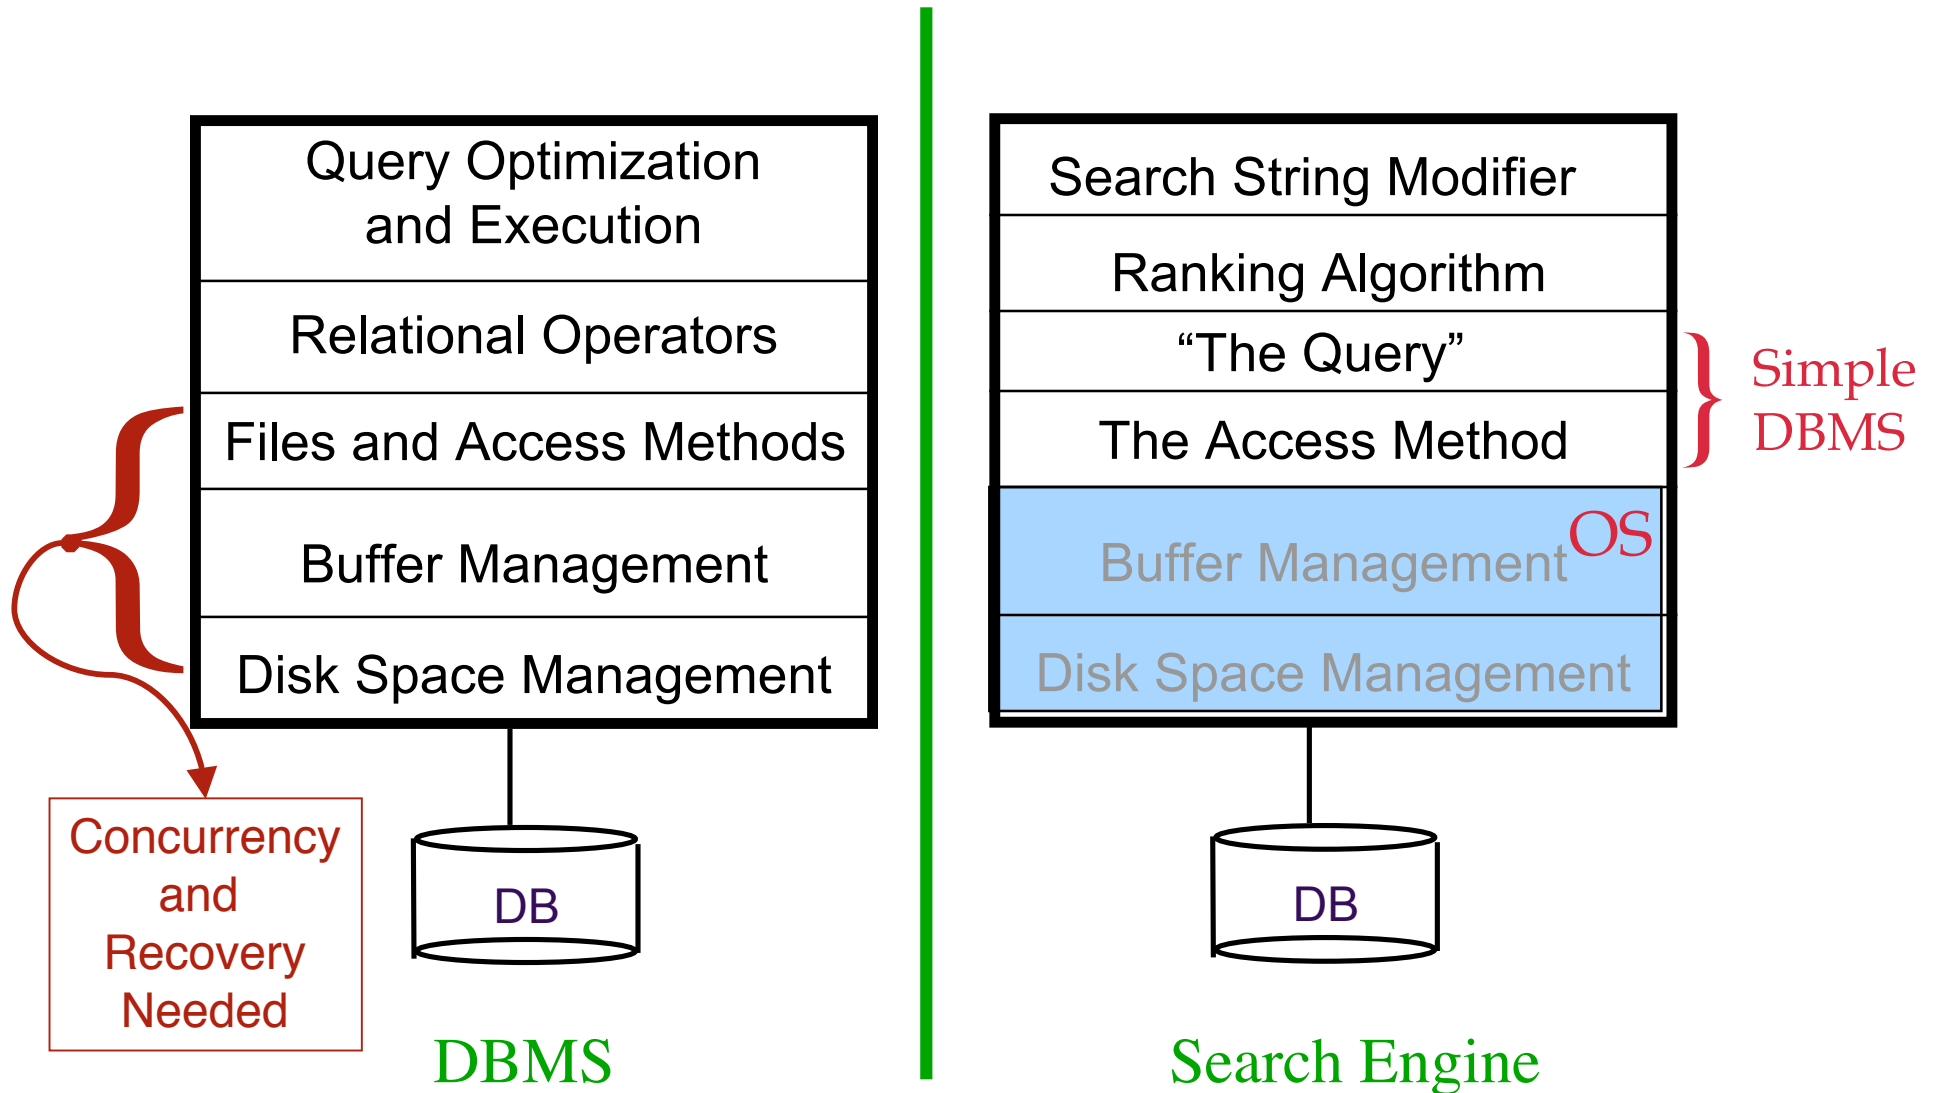 Query Optimization
and Execution
Relational Operators
Files and Access Methods
Buffer Management
Disk Space Management
Concurrency
and
Recovery
Needed
DB
DBMS
Search String Modifier
Ranking Algorithm
“The Query”
The Access Method
Simple
DBMS
OS
Buffer Management
Disk Space Management
DB
Search Engine